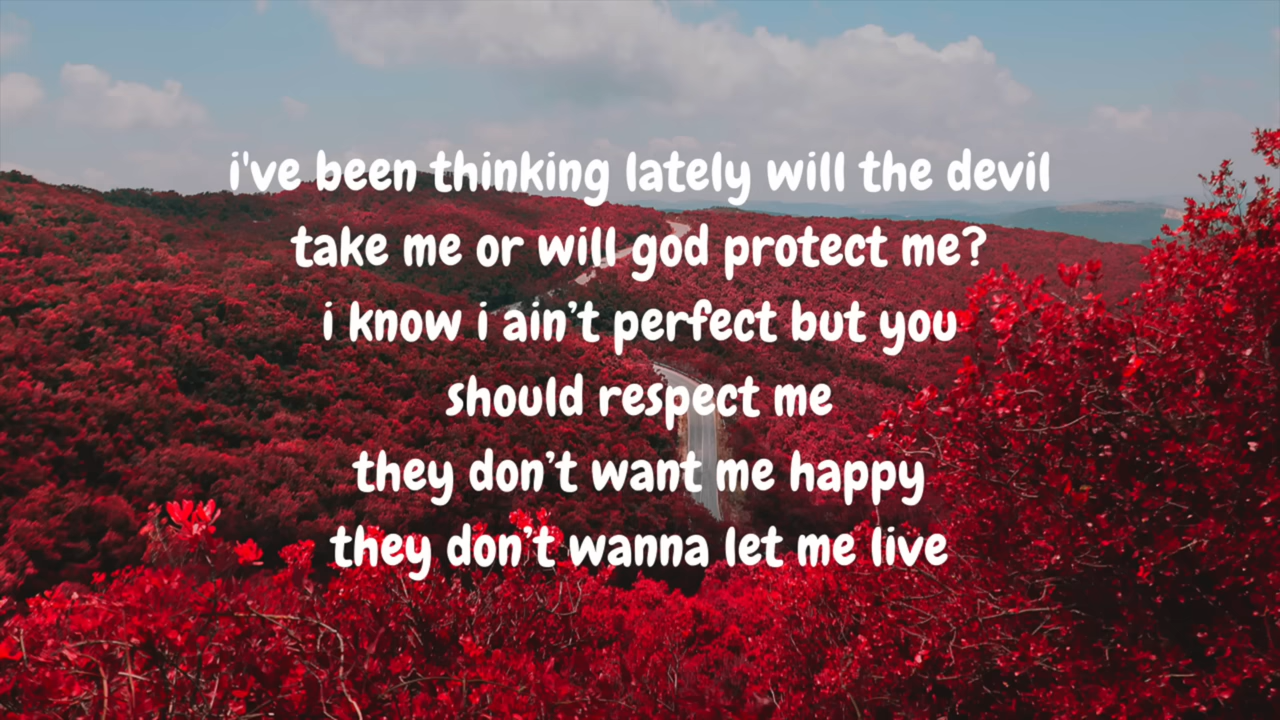 i've been thinking lately will the devil
take me or will god protect me?
i know i ain’t perfect but you
should respect me
they don’t want me happy
they don’t wanna let me live